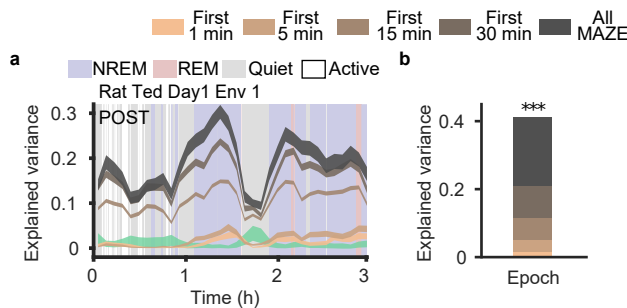 First 1 min
First 5 min
First 15 min
First 30 min
All MAZE
a
NREM
REM
Quiet
Active
Rat Ted Day1 Env 1
POST
Explained variance
0.3
0.2
0.1
0
0
1
2
3
Time (h)
b
***
Explained variance
0.4
0.2
0
Epoch